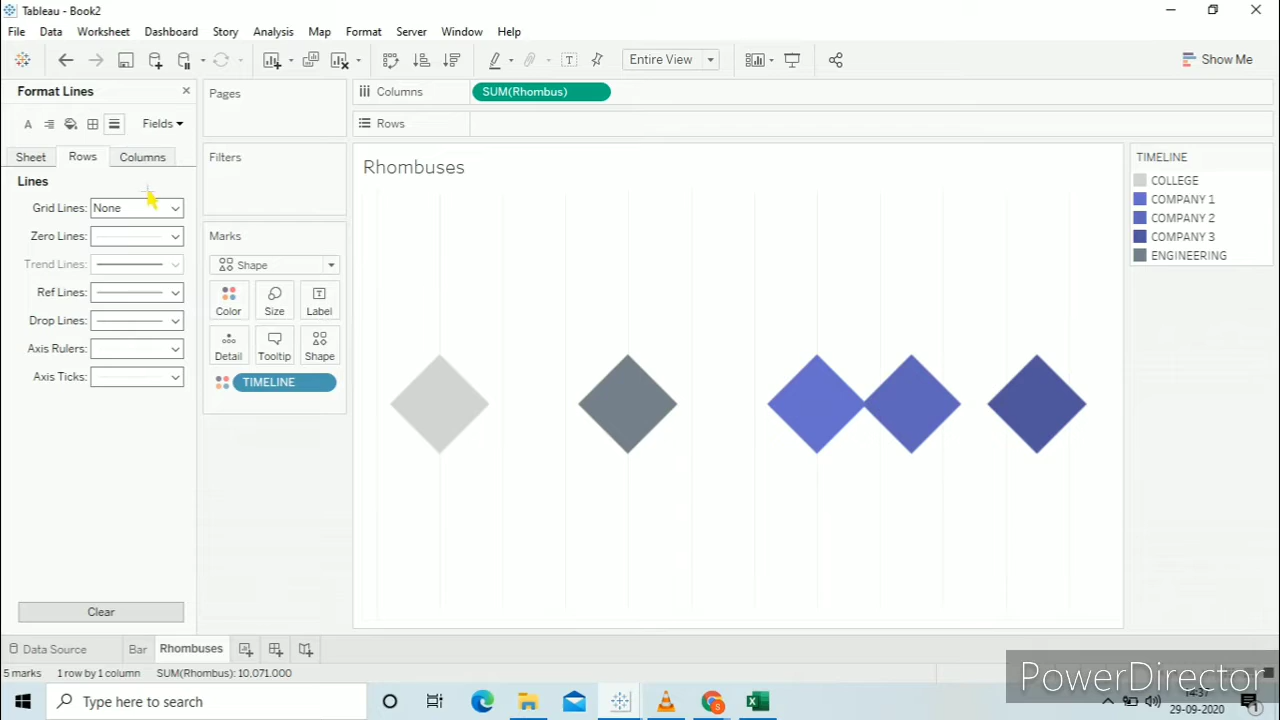 Tableau - Book2
File Data Worksheet Dashboard Story Analysis Map Format Server Window Help
Entire View
Show Me
Format Lines
Fields
Sheet Rows Columns
Lines
Grid Lines: None
Zero Lines:
Trend Lines:
Ref Lines:
Drop Lines:
Axis Rulers:
Axis Ticks:
Clear
Pages
Filters
Marks
Shape
Color Size Label
Detail Tooltip Shape
TIMELINE
Columns SUM(Rhombus)
Rows
Rhombuses
TIMELINE
COLLEGE
COMPANY 1
COMPANY 2
COMPANY 3
ENGINEERING
Data Source Bar Rhombuses
5 marks 1 row by 1 column SUM(Rhombus): 10,071.000
PowerDirector
Type here to search
14:37
29-09-2020